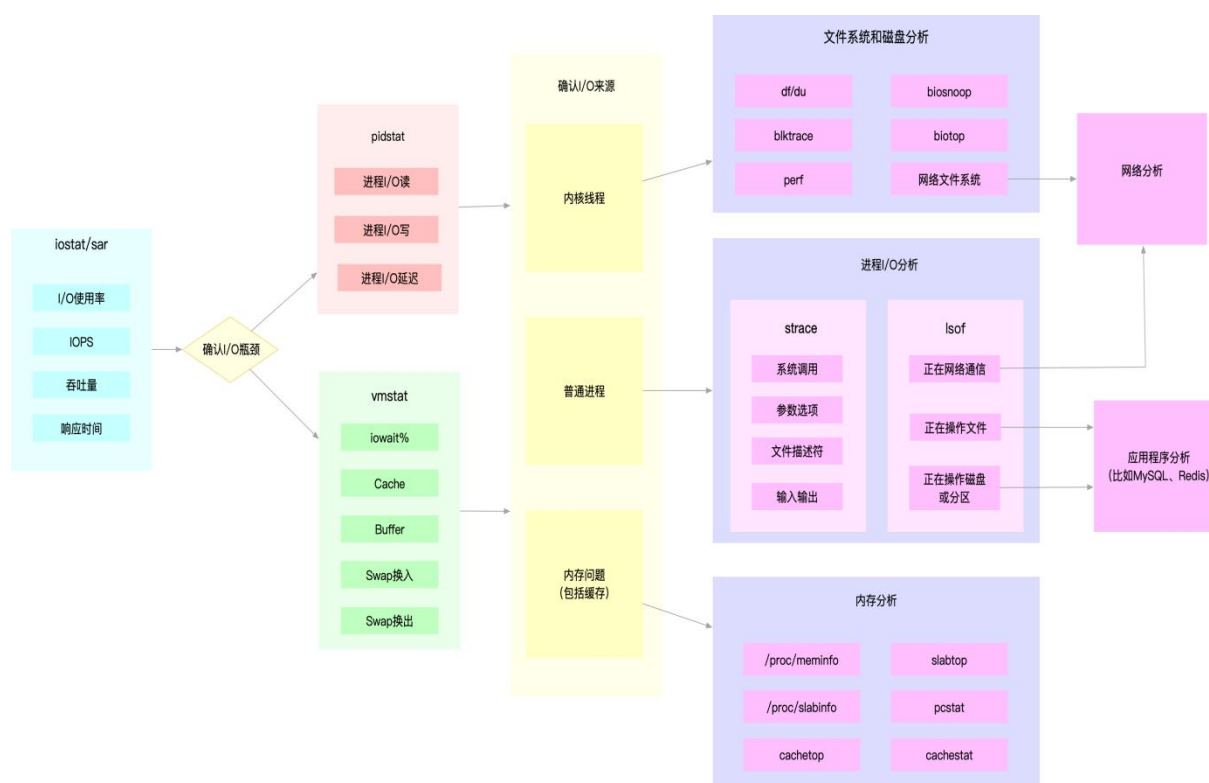 iostat/sar
I/O使用率
IOPS
吞吐量
响应时间
确认I/O瓶颈
pidstat
进程I/O读
进程I/O写
进程I/O延迟
vmstat
iowait%
Cache
Buffer
Swap换入
Swap换出
确认I/O来源
内核线程
普通进程
内存问题
(包括缓存)
文件系统和磁盘分析
df/du
biosnoop
blktrace
biotop
perf
网络文件系统
进程I/O分析
strace
系统调用
参数选项
文件描述符
输入输出
lsof
正在网络通信
正在操作文件
正在操作磁盘
或分区
内存分析
/proc/meminfo
slabtop
/proc/slabinfo
pcstat
cachetop
cachestat
网络分析
应用程序分析
(比如MySQL、Redis)